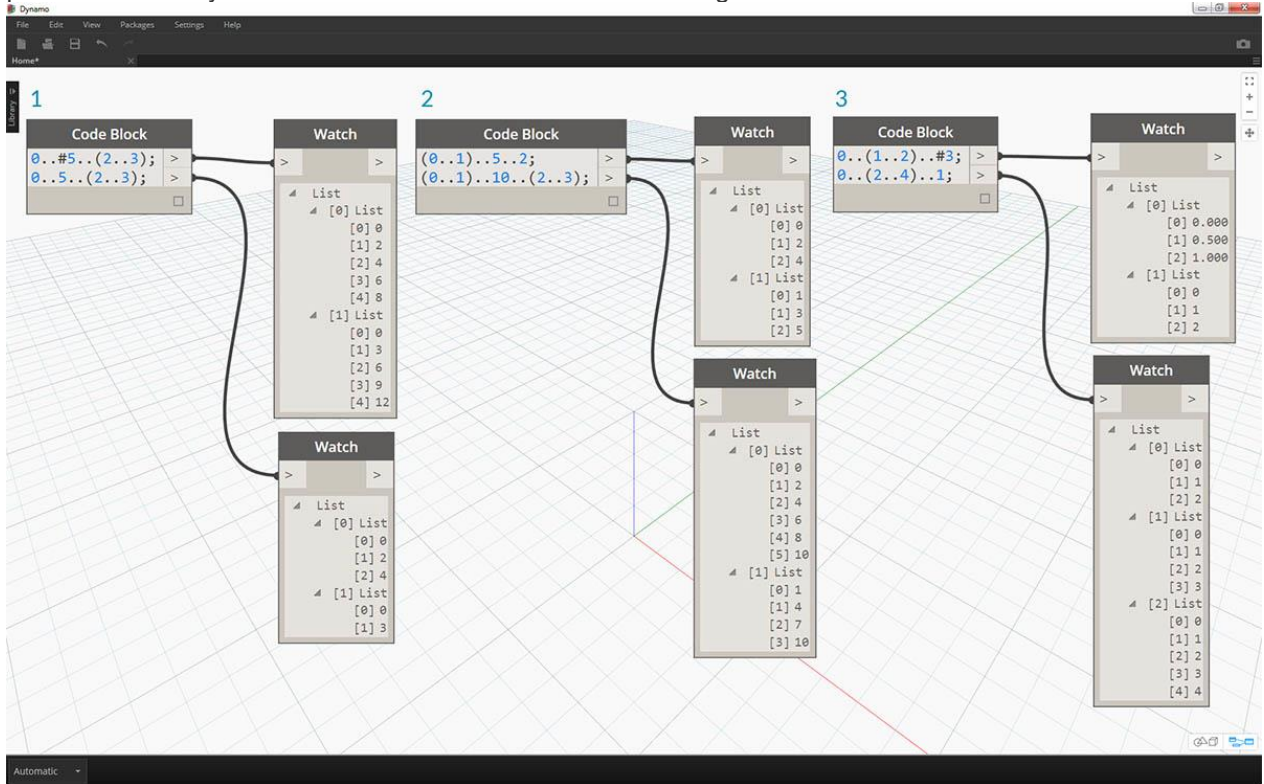 Dynamo
File Edit View Packages Settings Help
Home*
Library
1
Code Block
0..#5..(2..3); >
0..5..(2..3); >
Watch
> >
List
[0] List
[0] 0
[1] 2
[2] 4
[3] 6
[4] 8
[1] List
[0] 0
[1] 3
[2] 6
[3] 9
[4] 12
Watch
> >
List
[0] List
[0] 0
[1] 2
[2] 4
[1] List
[0] 0
[1] 3
2
Code Block
(0..1)..5..2; >
(0..1)..10..(2..3); >
Watch
> >
List
[0] List
[0] 0
[1] 2
[2] 4
[1] List
[0] 1
[1] 3
[2] 5
Watch
> >
List
[0] List
[0] 0
[1] 2
[2] 4
[3] 6
[4] 8
[5] 10
[1] List
[0] 1
[1] 4
[2] 7
[3] 10
3
Code Block
0..(1..2)..#3; >
0..(2..4)..1; >
Watch
> >
List
[0] List
[0] 0.000
[1] 0.500
[2] 1.000
[1] List
[0] 0
[1] 1
[2] 2
Watch
> >
List
[0] List
[0] 0
[1] 1
[2] 2
[1] List
[0] 0
[1] 1
[2] 2
[3] 3
[2] List
[0] 0
[1] 1
[2] 2
[3] 3
[4] 4
Automatic